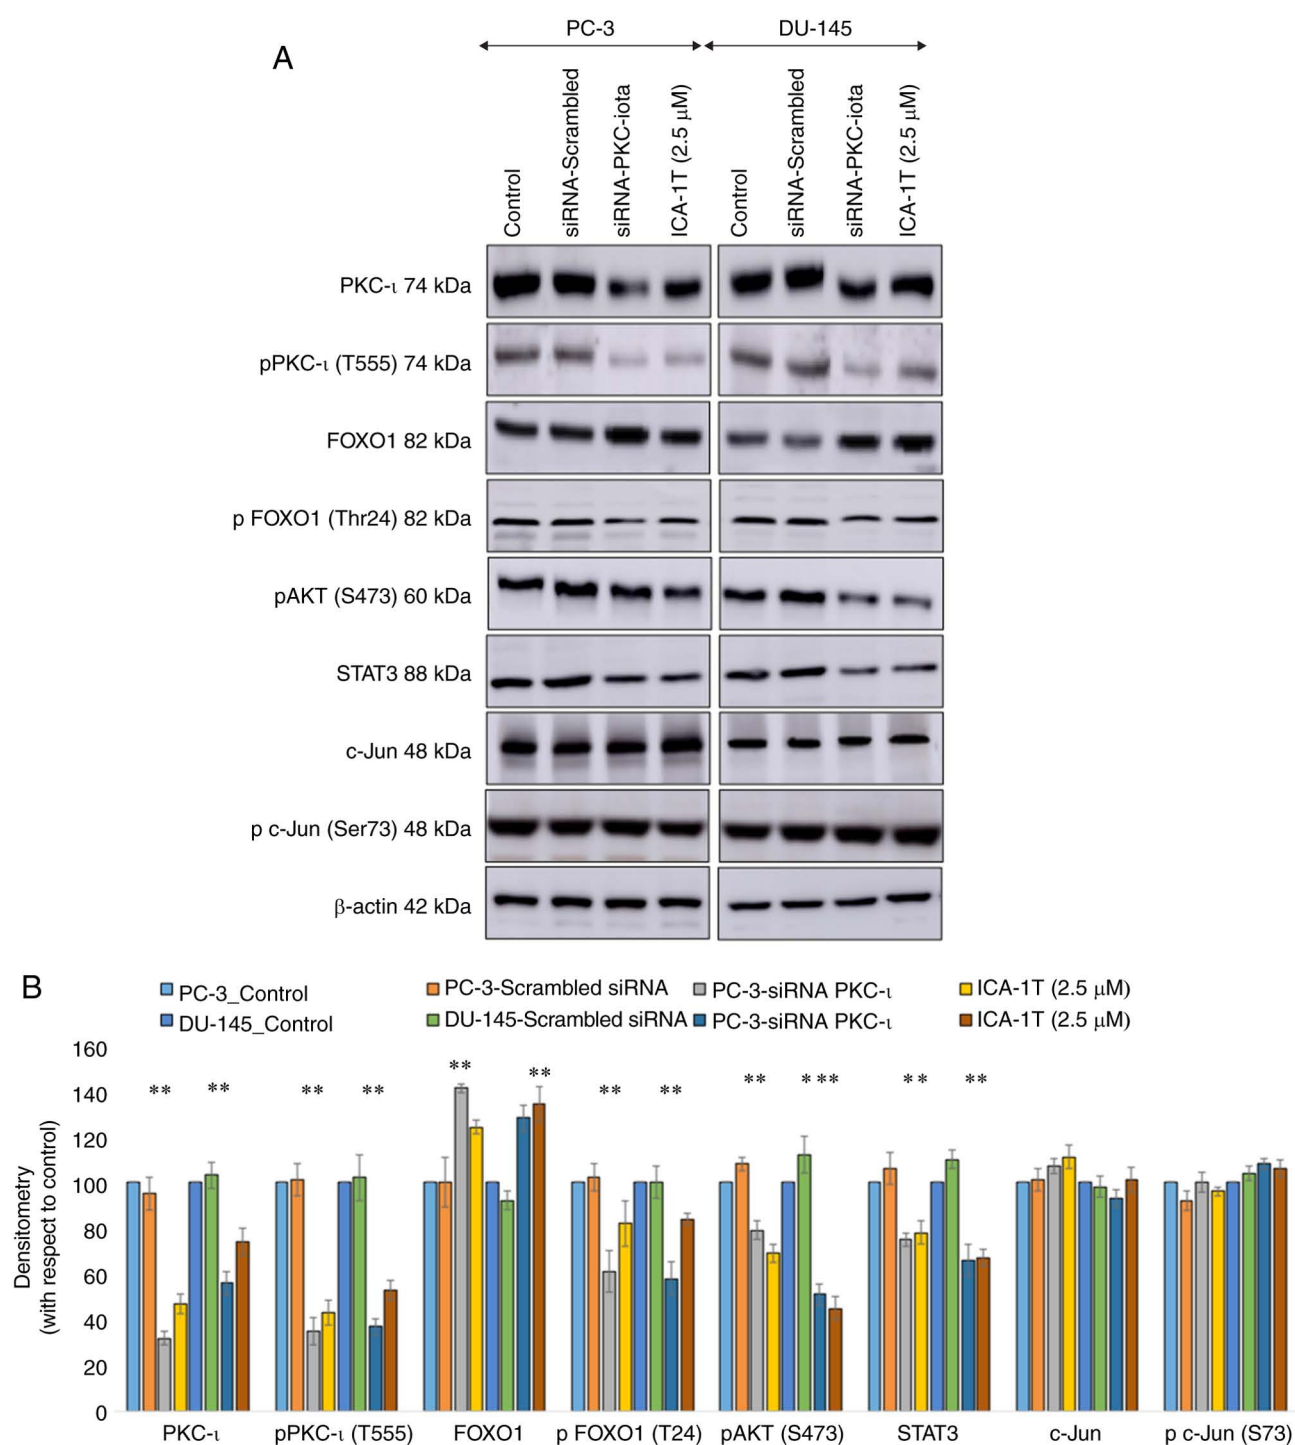 PC-3 DU-145
A
Control
siRNA-Scrambled
siRNA-PKC-iota
ICA-1T (2.5 μM)
Control
siRNA-Scrambled
siRNA-PKC-iota
ICA-1T (2.5 μM)
PKC-ι 74 kDa
pPKC-ι (T555) 74 kDa
FOXO1 82 kDa
p FOXO1 (Thr24) 82 kDa
pAKT (S473) 60 kDa
STAT3 88 kDa
c-Jun 48 kDa
p c-Jun (Ser73) 48 kDa
β-actin 42 kDa
B
PC-3_Control PC-3-Scrambled siRNA PC-3-siRNA PKC-ι ICA-1T (2.5 μM)
DU-145_Control DU-145-Scrambled siRNA PC-3-siRNA PKC-ι ICA-1T (2.5 μM)
Densitometry
(with respect to control)
160
140
120
100
80
60
40
20
0
** ** ** ** ** ** ** ** ** * ** ** **
PKC-ι pPKC-ι (T555) FOXO1 p FOXO1 (T24) pAKT (S473) STAT3 c-Jun p c-Jun (S73)